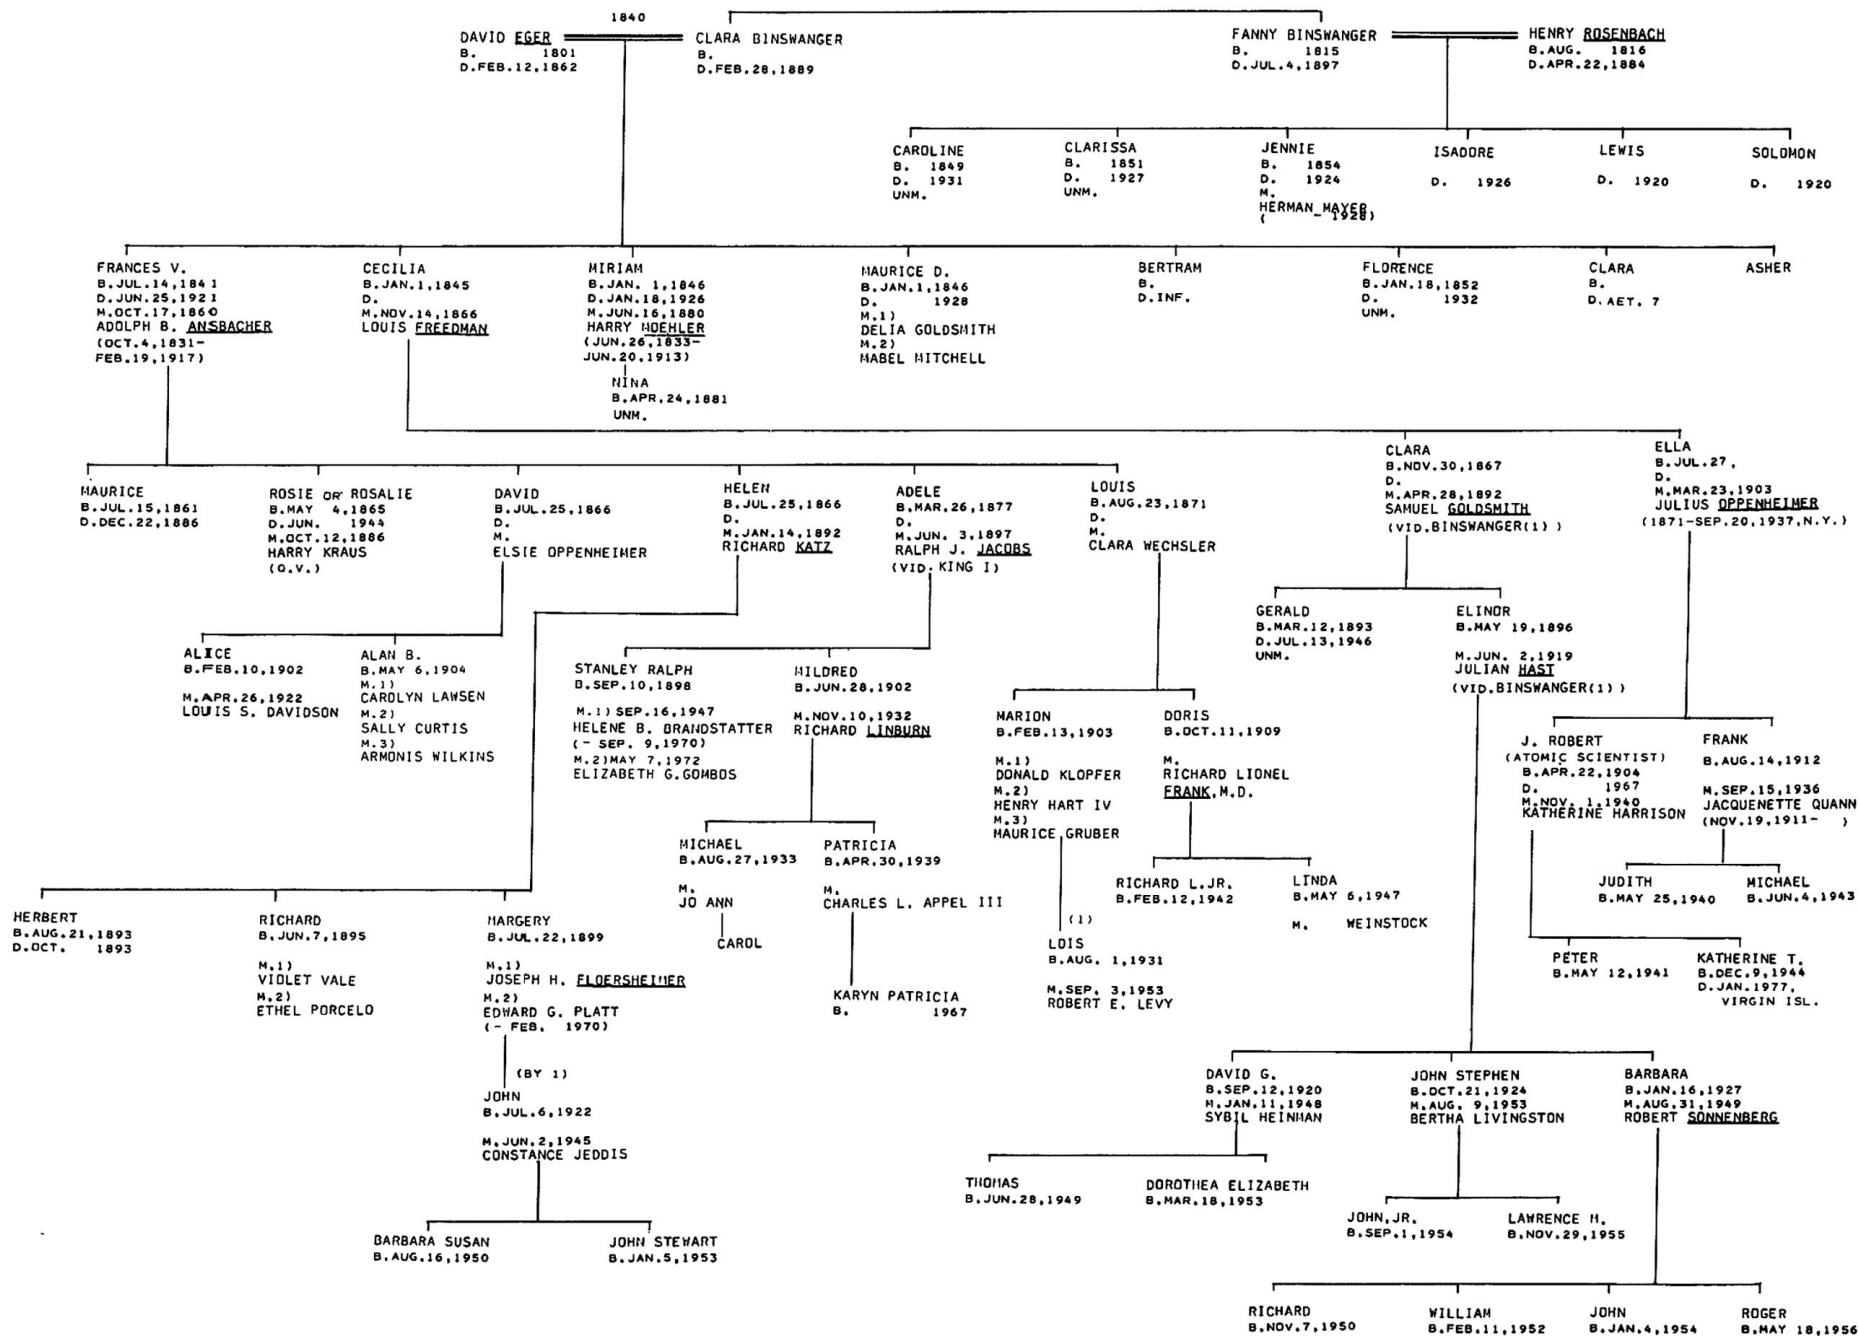 1840
DAVID EGER
B. 1801
D.FEB.12,1862
CLARA BINSWANGER
B.
D.FEB.28,1889
FANNY BINSWANGER
B. 1815
D.JUL.4,1897
HENRY ROSENBACH
B.AUG. 1816
D.APR.22,1884
CAROLINE
B. 1849
D. 1931
UNM.
CLARISSA
B. 1851
D. 1927
UNM.
JENNIE
B. 1854
D. 1924
M.
HERMAN MAYER
( - 1928)
ISADORE
D. 1926
LEWIS
D. 1920
SOLOMON
D. 1920
FRANCES V.
B.JUL.14,1841
D.JUN.25,1921
M.OCT.17,1860
ADOLPH B. ANSBACHER
(OCT.4,1831-
FEB.19,1917)
CECILIA
B.JAN.1,1845
D.
M.NOV.14,1866
LOUIS FREEDMAN
MIRIAM
B.JAN. 1,1846
D.JAN.18,1926
M.JUN.16,1880
HARRY MOEHLER
(JUN.26,1833-
JUN.20,1913)
NINA
B.APR.24,1881
UNM.
MAURICE D.
B.JAN.1,1846
D. 1928
M.1)
DELIA GOLDSMITH
M.2)
MABEL MITCHELL
BERTRAM
B.
D.INF.
FLORENCE
B.JAN.18,1852
D. 1932
UNM.
CLARA
B.
D.AET. 7
ASHER
MAURICE
B.JUL.15,1861
D.DEC.22,1886
ROSIE OR ROSALIE
B.MAY 4,1865
D.JUN. 1944
M.OCT.12,1886
HARRY KRAUS
(Q.V.)
DAVID
B.JUL.25,1866
D.
M.
ELSIE OPPENHEIMER
HELEN
B.JUL.25,1866
D.
M.JAN.14,1892
RICHARD KATZ
ADELE
B.MAR.26,1877
D.
M.JUN. 3,1897
RALPH J. JACOBS
(VID. KING I)
LOUIS
B.AUG.23,1871
D.
M.
CLARA WECHSLER
CLARA
B.NOV.30,1867
D.
M.APR.28,1892
SAMUEL GOLDSMITH
(VID.BINSWANGER(1) )
ELLA
B.JUL.27,
D.
M.MAR.23,1903
JULIUS OPPENHEIMER
(1871-SEP.20,1937,N.Y.)
GERALD
B.MAR.12,1893
D.JUL.13,1946
UNM.
ELINOR
B.MAY 19,1896
M.JUN. 2,1919
JULIAN HAST
(VID.BINSWANGER(1) )
ALICE
B.FEB.10,1902
M.APR.26,1922
LOUIS S. DAVIDSON
ALAN B.
B.MAY 6,1904
M.1)
CAROLYN LAWSEN
M.2)
SALLY CURTIS
M.3)
ARMONIS WILKINS
STANLEY RALPH
B.SEP.10,1898
M.1) SEP.16,1947
HELENE B. BRANDSTATTER
(- SEP. 9,1970)
M.2)MAY 7,1972
ELIZABETH G.GOMBOS
MILDRED
B.JUN.28,1902
M.NOV.10,1932
RICHARD LINBURN
MARION
B.FEB.13,1903
M.1)
DONALD KLOPFER
M.2)
HENRY HART IV
M.3)
MAURICE GRUBER
DORIS
B.OCT.11,1909
M.
RICHARD LIONEL
FRANK,M.D.
J. ROBERT
(ATOMIC SCIENTIST)
B.APR.22,1904
D. 1967
M.NOV. 1,1940
KATHERINE HARRISON
FRANK
B.AUG.14,1912
M.SEP.15,1936
JACQUENETTE QUANN
(NOV.19,1911- )
MICHAEL
B.AUG.27,1933
M.
JO ANN
CAROL
PATRICIA
B.APR.30,1939
M.
CHARLES L. APPEL III
KARYN PATRICIA
B. 1967
(1)
LOIS
B.AUG. 1,1931
M.SEP. 3,1953
ROBERT E. LEVY
RICHARD L.JR.
B.FEB.12,1942
LINDA
B.MAY 6,1947
M. WEINSTOCK
JUDITH
B.MAY 25,1940
MICHAEL
B.JUN.4,1943
PETER
B.MAY 12,1941
KATHERINE T.
B.DEC.9,1944
D.JAN.1977,
VIRGIN ISL.
HERBERT
B.AUG.21,1893
D.OCT. 1893
RICHARD
B.JUN.7,1895
M.1)
VIOLET VALE
M.2)
ETHEL PORCELO
MARGERY
B.JUL.22,1899
M.1)
JOSEPH H. FLOERSHEIMER
M.2)
EDWARD G. PLATT
(- FEB. 1970)
(BY 1)
JOHN
B.JUL.6,1922
M.JUN.2,1945
CONSTANCE JEDDIS
BARBARA SUSAN
B.AUG.16,1950
JOHN STEWART
B.JAN.5,1953
DAVID G.
B.SEP.12,1920
M.JAN.11,1948
SYBIL HEINMAN
JOHN STEPHEN
B.OCT.21,1924
M.AUG. 9,1953
BERTHA LIVINGSTON
BARBARA
B.JAN.16,1927
M.AUG.31,1949
ROBERT SONNENBERG
THOMAS
B.JUN.28,1949
DOROTHEA ELIZABETH
B.MAR.18,1953
JOHN,JR.
B.SEP.1,1954
LAWRENCE M.
B.NOV.29,1955
RICHARD
B.NOV.7,1950
WILLIAM
B.FEB.11,1952
JOHN
B.JAN.4,1954
ROGER
B.MAY 18,1956